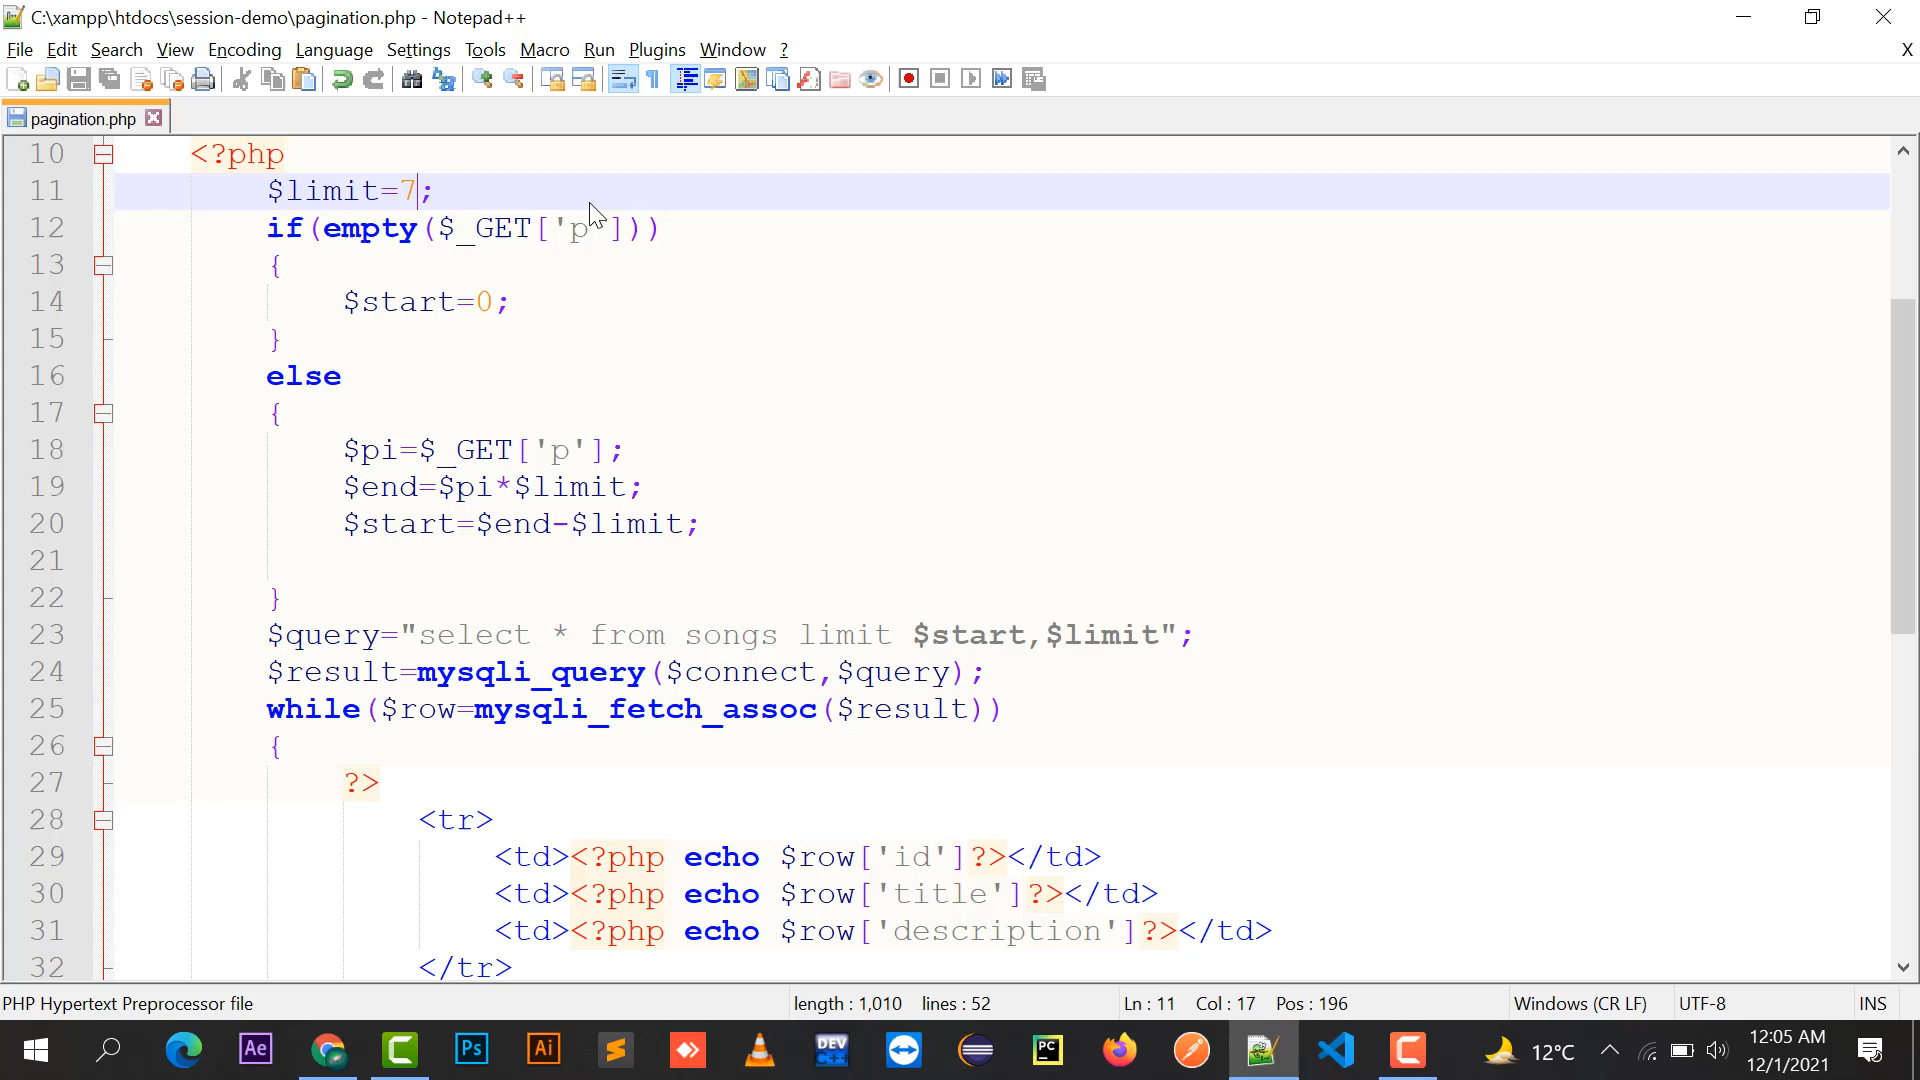 C:\xampp\htdocs\session-demo\pagination.php - Notepad++
File Edit Search View Encoding Language Settings Tools Macro Run Plugins Window ? X
pagination.php
10 <?php
11 $limit=7;
12 if(empty($_GET['p']))
13 {
14 $start=0;
15 }
16 else
17 {
18 $pi=$_GET['p'];
19 $end=$pi*$limit;
20 $start=$end-$limit;
21
22 }
23 $query="select * from songs limit $start,$limit";
24 $result=mysqli_query($connect,$query);
25 while($row=mysqli_fetch_assoc($result))
26 {
27 ?>
28 <tr>
29 <td><?php echo $row['id']?></td>
30 <td><?php echo $row['title']?></td>
31 <td><?php echo $row['description']?></td>
32 </tr>
PHP Hypertext Preprocessor file length : 1,010 lines : 52 Ln : 11 Col : 17 Pos : 196 Windows (CR LF) UTF-8 INS
Ae Ps Ai DEV C++ PC 12°C 12:05 AM
12/1/2021